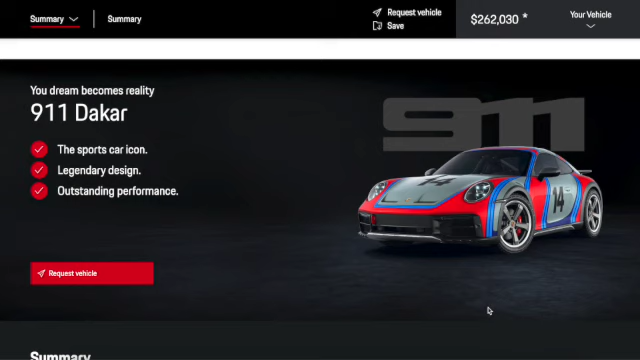 Summary
Summary
Request vehicle
Save
$262,030 *
Your Vehicle
You dream becomes reality
911 Dakar
The sports car icon.
Legendary design.
Outstanding performance.
Request vehicle
911
14
14
Summary